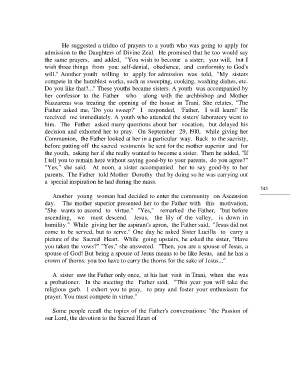 He suggested a triduo of prayers to a youth who was going to apply for
admission to the Daughters of Divine Zeal. He promised that he too would say
the same prayers, and added, "You wish to become a sister; you will, but I
wish three things from you: self-denial, obedience, and conformity to God's
will." Another youth willing to apply for admission was told, "My sisters
compete in the humblest works, such as sweeping, cooking, washing dishes, etc.
Do you like that?..." These youths became sisters. A youth was accompanied by
her confessor to the Father who along with the archbishop and Mother
Nazzarena was treating the opening of the house in Trani. She relates, "The
Father asked me, 'Do you sweep?' I responded, 'Father, I will learn!' He
received me immediately. A youth who attended the sisters' laboratory went to
him. The Father asked many questions about her vocation, but delayed his
decision and exhorted her to pray. On September 29, 1910, while giving her
Communion, the Father looked at her in a particular way. Back to the sacristy,
before putting off the sacred vestments he sent for the mother superior and for
the youth, asking her if she really wanted to become a sister. Then he added, "If
I tell you to remain here without saying good-by to your parents, do you agree?"
"Yes," she said. At noon, a sister accompanied her to say good-by to her
parents. The Father told Mother Dorothy that by doing so he was carrying out
a special inspiration he had during the mass.
543
Another young woman had decided to enter the community on Ascension
day. The mother superior presented her to the Father with this motivation,
"She wants to ascend to virtue." "Yes," remarked the Father, "but before
ascending, we must descend. Jesus, the lily of the valley, is down in
humility." While giving her the aspirant's apron, the Father said, "Jesus did not
come to be served, but to serve." One day he asked Sister Lucilla to carry a
picture of the Sacred Heart. While going upstairs, he asked the sister, "Have
you taken the vows?" "Yes," she answered. "Then, you are a spouse of Jesus, a
spouse of God! But being a spouse of Jesus means to be like Jesus, and he has a
crown of thorns; you too have to carry the thorns for the sake of Jesus..."
A sister saw the Father only once, at his last visit in Trani, when she was
a probationer. In the meeting the Father said, "This year you will take the
religious garb. I exhort you to pray, to pray and foster your enthusiasm for
prayer. You must compete in virtue."
Some people recall the topics of the Father's conversations: "the Passion of
our Lord, the devotion to the Sacred Heart of